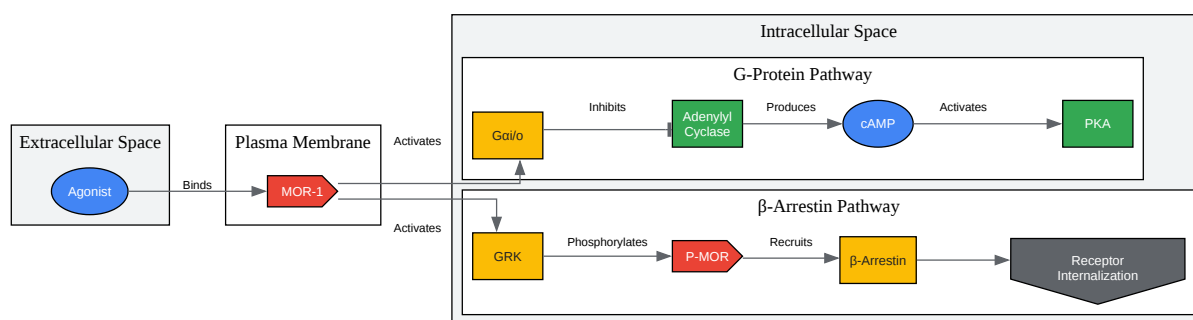 Intracellular Space
G-Protein Pathway
Inhibits
Produces
Activates
Gαi/o
Adenylyl
Cyclase
cAMP
PKA
Extracellular Space
Plasma Membrane
Activates
Agonist
Binds
MOR-1
Activates
β-Arrestin Pathway
GRK
Phosphorylates
P-MOR
Recruits
β-Arrestin
Receptor
Internalization